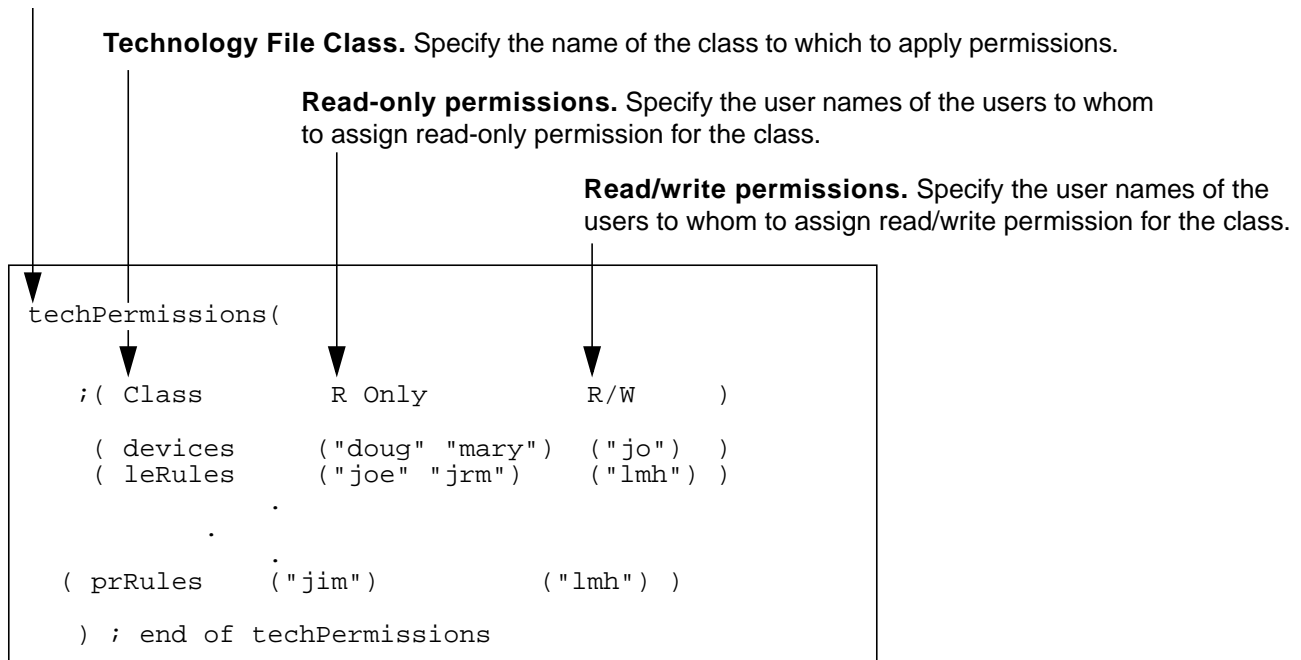 Technology File Class. Specify the name of the class to which to apply permissions.
Read-only permissions. Specify the user names of the users to whom
to assign read-only permission for the class.
Read/write permissions. Specify the user names of the
users to whom to assign read/write permission for the class.
techPermissions(
;( Class R Only R/W )
( devices ("doug" "mary") ("jo") )
( leRules ("joe" "jrm") ("lmh") )
.
.
.
( prRules ("jim") ("lmh") )
) ; end of techPermissions